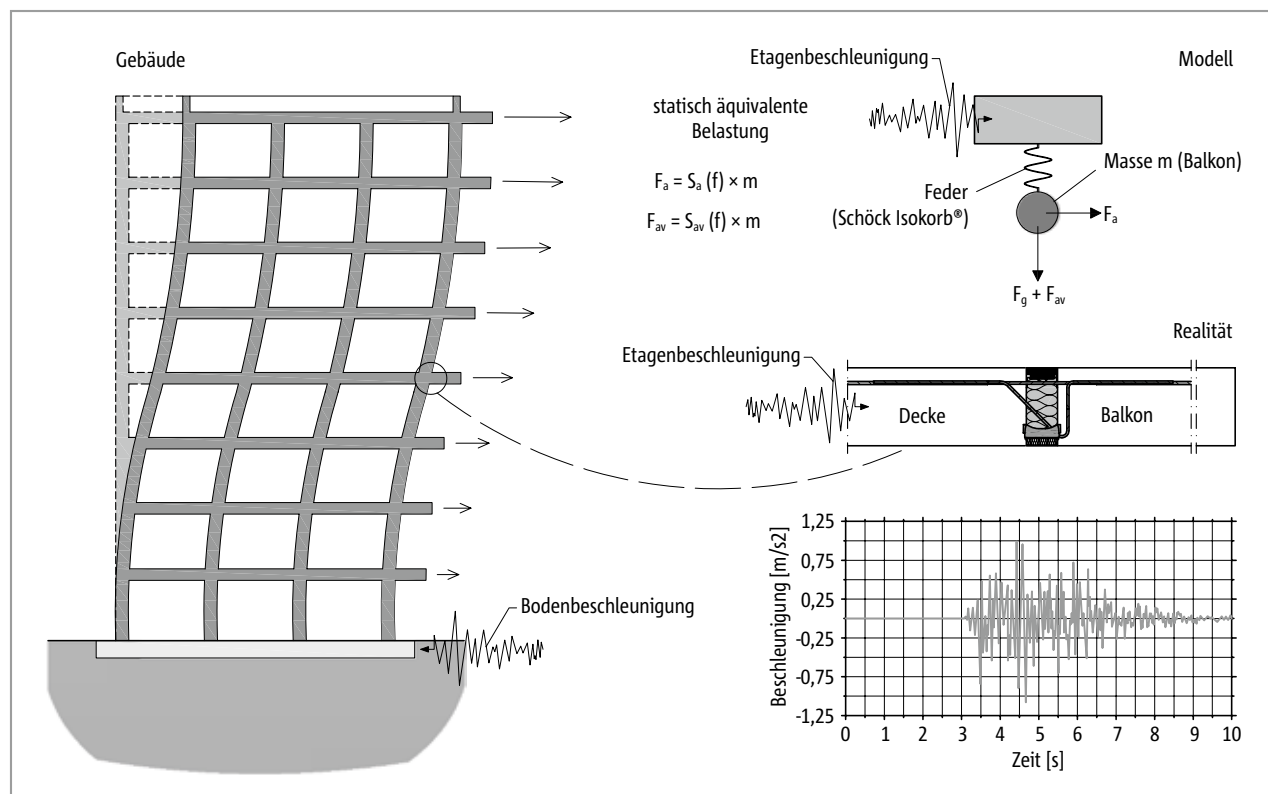 Gebäude
Etagenbeschleunigung
Modell
statisch äquivalente
Belastung
Fₐ = Sₐ (f) × m
Fₐᵥ = Sₐᵥ (f) × m
Masse m (Balkon)
Feder
(Schöck Isokorb®)
Fₐ
F_g + Fₐᵥ
Realität
Etagenbeschleunigung
Decke
Balkon
Bodenbeschleunigung
Beschleunigung [m/s2]
1,25
0,75
0,25
-0,25
-0,75
-1,25
0 1 2 3 4 5 6 7 8 9 10
Zeit [s]